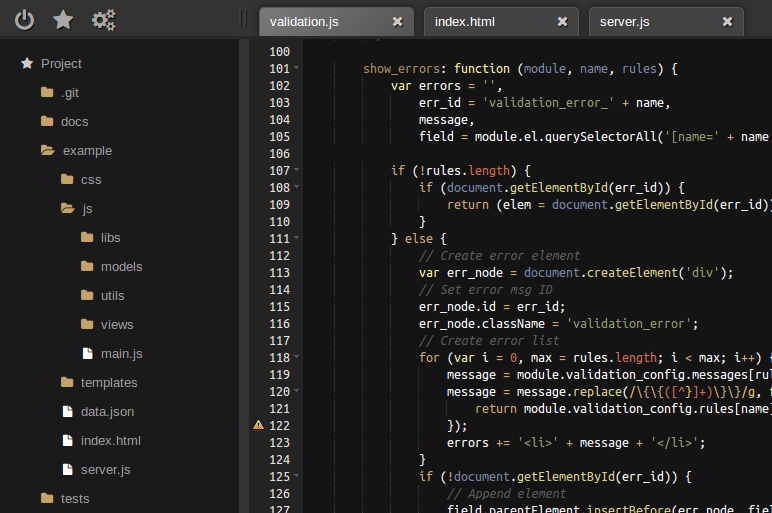 validation.js
index.html
server.js
Project
.git
docs
example
css
js
libs
models
utils
views
main.js
templates
data.json
index.html
server.js
tests
100
101 show_errors: function (module, name, rules) {
102 var errors = '',
103 err_id = 'validation_error_' + name,
104 message,
105 field = module.el.querySelectorAll('[name=' + name
106
107 if (!rules.length) {
108 if (document.getElementById(err_id)) {
109 return (elem = document.getElementById(err_id))
110 }
111 } else {
112 // Create error element
113 var err_node = document.createElement('div');
114 // Set error msg ID
115 err_node.id = err_id;
116 err_node.className = 'validation_error';
117 // Create error list
118 for (var i = 0, max = rules.length; i < max; i++) {
119 message = module.validation_config.messages[rul
120 message = message.replace(/\{\{([^}]+)\}\}/g,
121 return module.validation_config.rules[name]
122 });
123 errors += '<li>' + message + '</li>';
124 }
125 if (!document.getElementById(err_id)) {
126 // Append element
127 field.parentElement.insertBefore(err_node, fiel